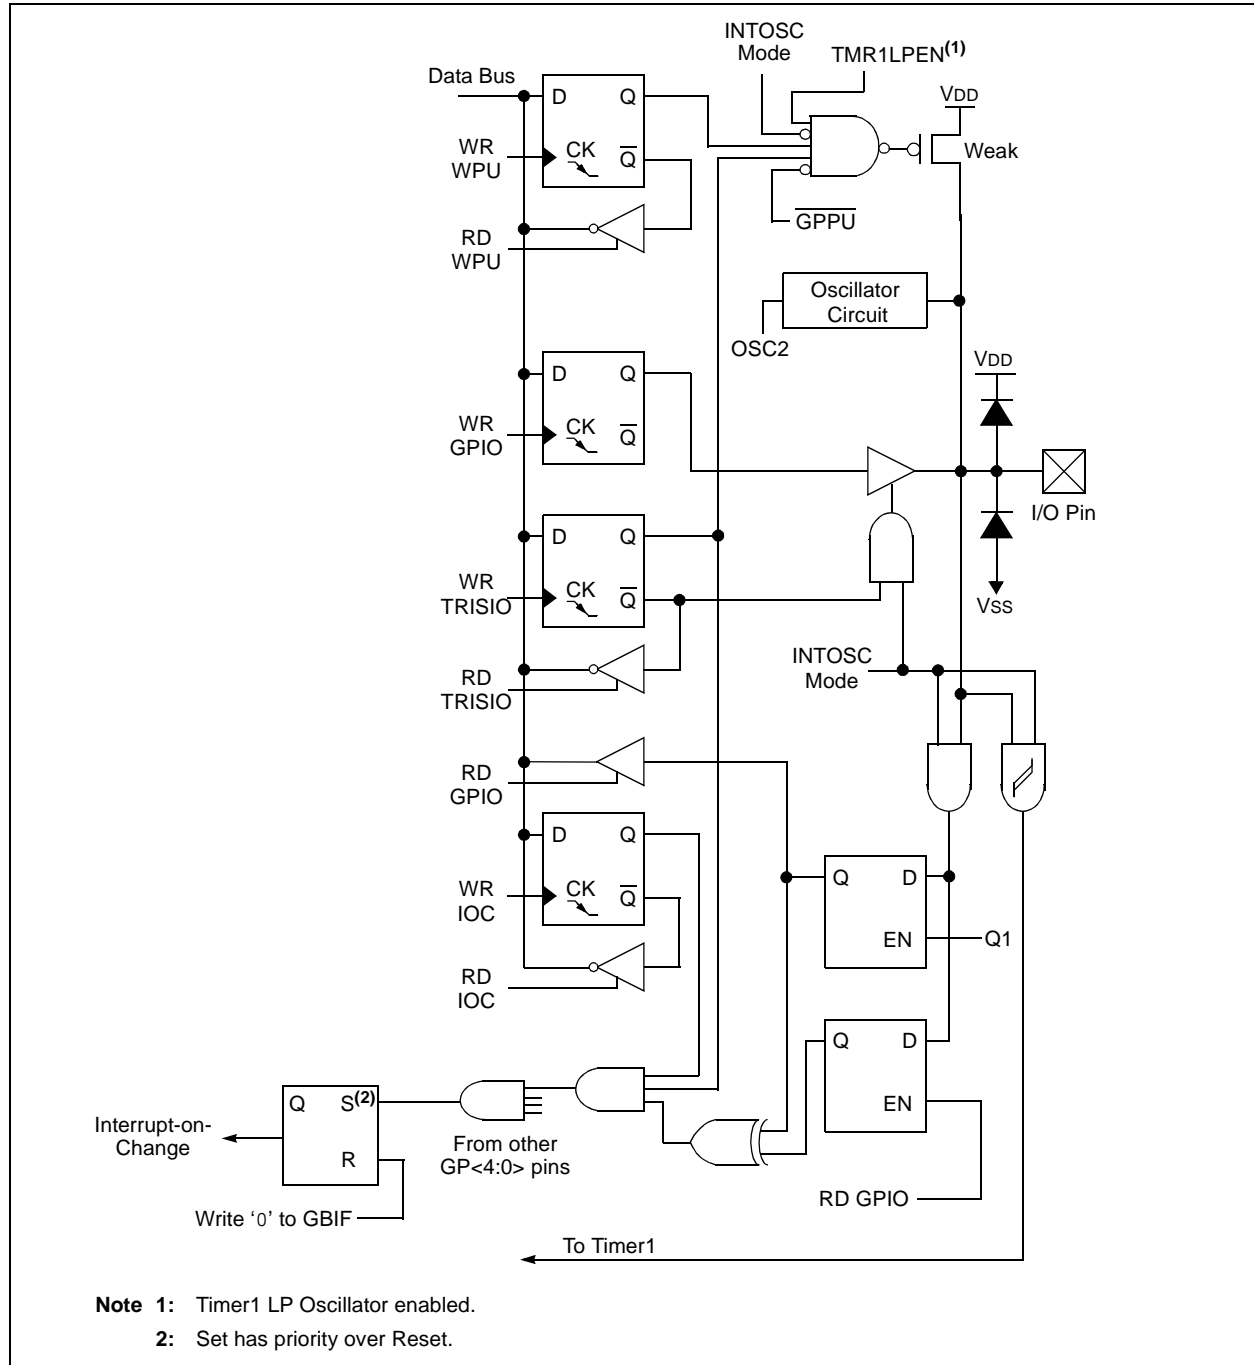 INTOSC
Mode
TMR1LPEN(1)
Data Bus
VDD
D
Q
WR
WPU
CK
Q
Weak
GPPU
RD
WPU
Oscillator
Circuit
OSC2
VDD
D
Q
WR
GPIO
CK
Q
I/O Pin
D
Q
WR
TRISIO
CK
Q
VSS
INTOSC
Mode
RD
TRISIO
RD
GPIO
D
Q
WR
IOC
CK
Q
Q
D
EN
Q1
RD
IOC
Q
D
EN
Q
S(2)
R
Interrupt-on-
Change
From other
GP<4:0> pins
RD GPIO
Write ‘0’ to GBIF
To Timer1
Note 1: Timer1 LP Oscillator enabled.
2: Set has priority over Reset.